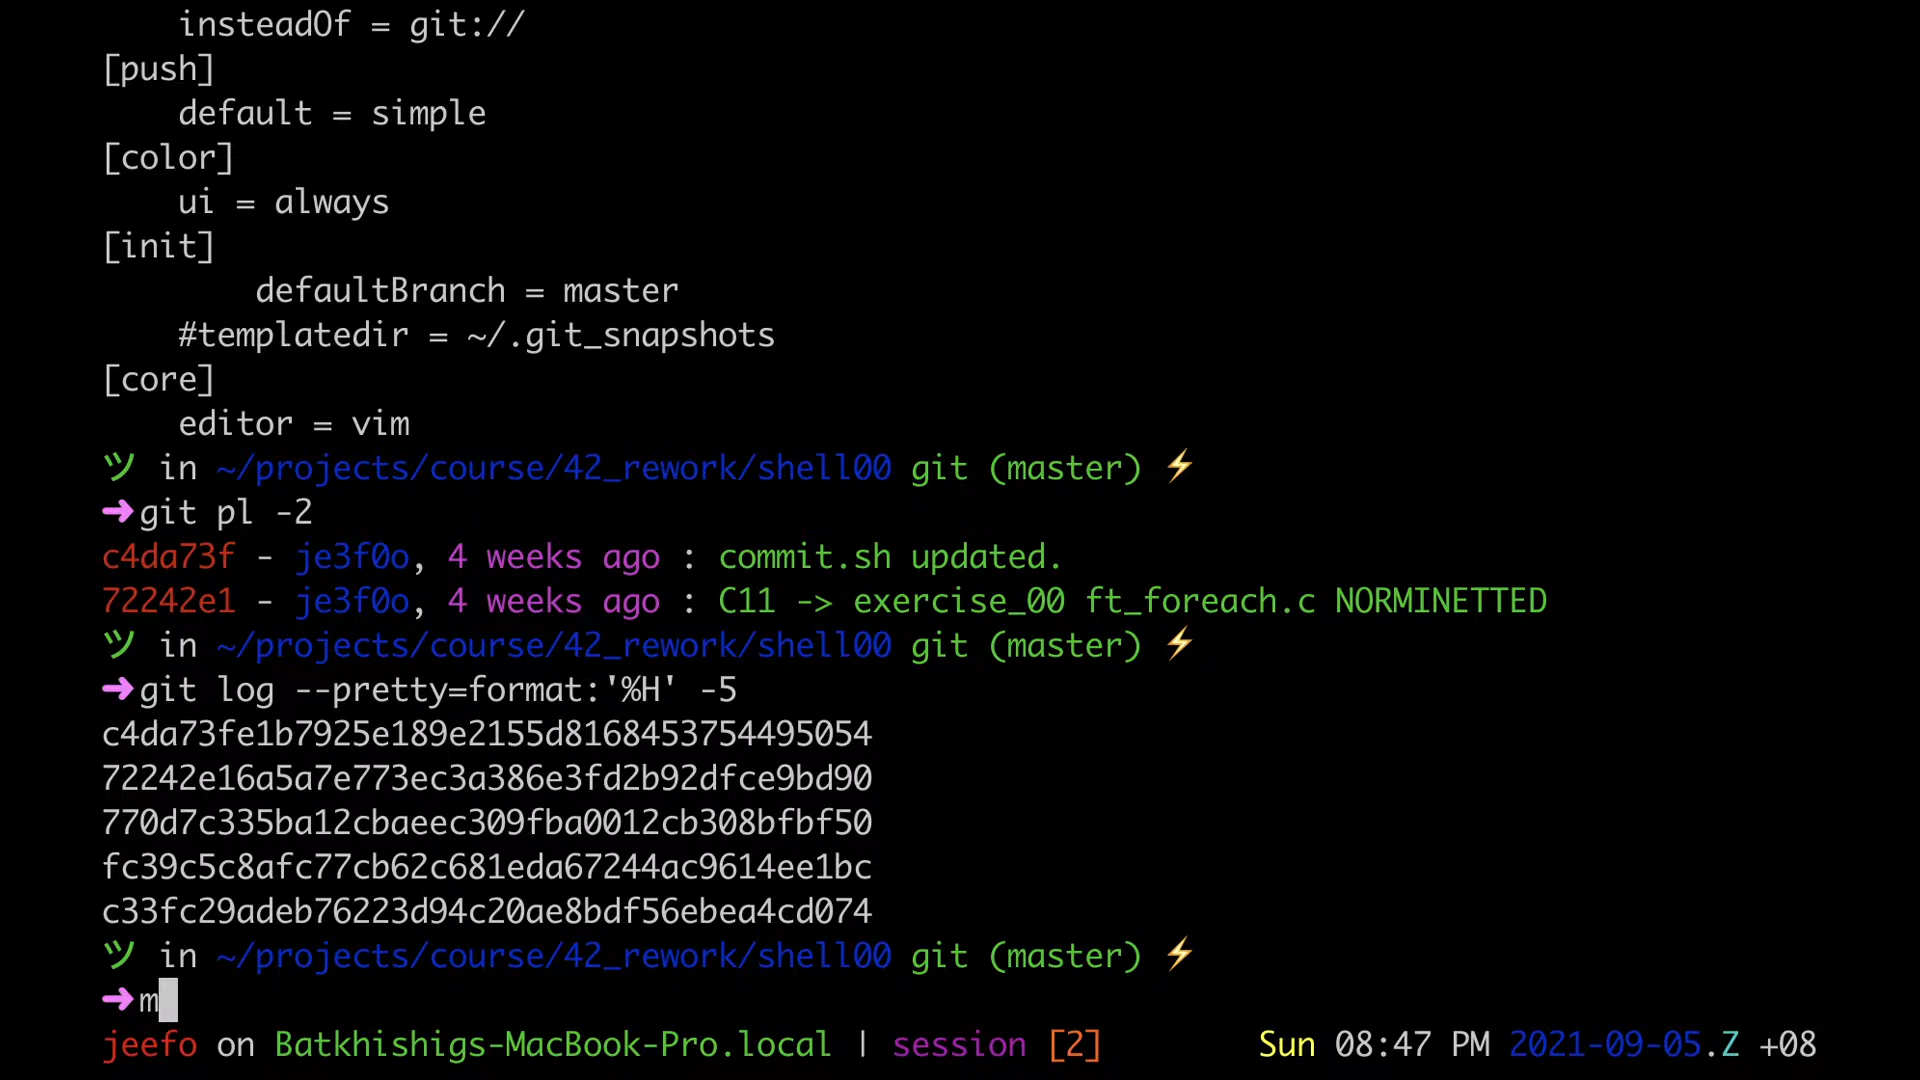 insteadOf = git://
[push]
default = simple
[color]
ui = always
[init]
defaultBranch = master
#templatedir = ~/.git_snapshots
[core]
editor = vim
ツ in ~/projects/course/42_rework/shell00 git (master) ⚡
➜git pl -2
c4da73f - je3f0o, 4 weeks ago : commit.sh updated.
72242e1 - je3f0o, 4 weeks ago : C11 -> exercise_00 ft_foreach.c NORMINETTED
ツ in ~/projects/course/42_rework/shell00 git (master) ⚡
➜git log --pretty=format:'%H' -5
c4da73fe1b7925e189e2155d8168453754495054
72242e16a5a7e773ec3a386e3fd2b92dfce9bd90
770d7c335ba12cbaeec309fba0012cb308bfbf50
fc39c5c8afc77cb62c681eda67244ac9614ee1bc
c33fc29adeb76223d94c20ae8bdf56ebea4cd074
ツ in ~/projects/course/42_rework/shell00 git (master) ⚡
➜m
jeefo on Batkhishigs-MacBook-Pro.local | session [2] Sun 08:47 PM 2021-09-05.Z +08